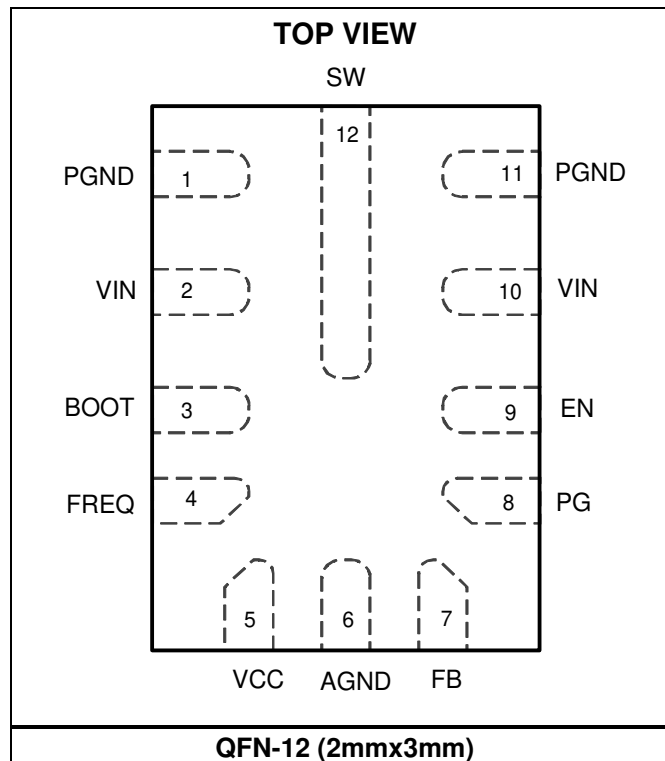 TOP VIEW
SW
12
PGND 1 11 PGND
VIN 2 10 VIN
BOOT 3 9 EN
FREQ 4 8 PG
5 6 7
VCC AGND FB
QFN-12 (2mmx3mm)